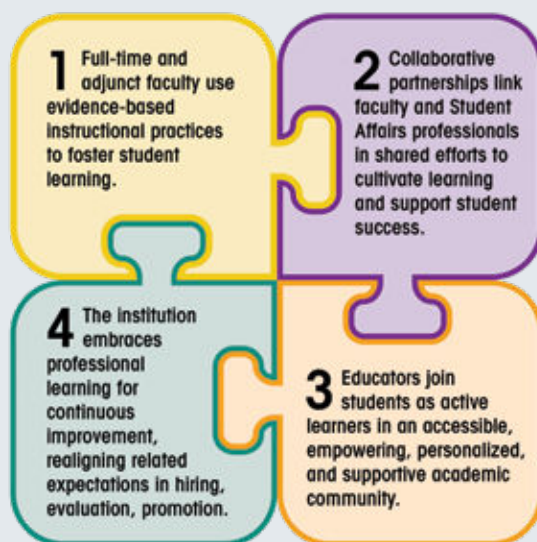 1 Full-time and
adjunct faculty use
evidence-based
instructional practices
to foster student
learning.
2 Collaborative
partnerships link
faculty and Student
Affairs professionals
in shared efforts to
cultivate learning
and support student
success.
3 Educators join
students as active
learners in an accessible,
empowering, personalized,
and supportive academic
community.
4 The institution
embraces
professional
learning for
continuous
improvement,
realigning related
expectations in hiring,
evaluation, promotion.